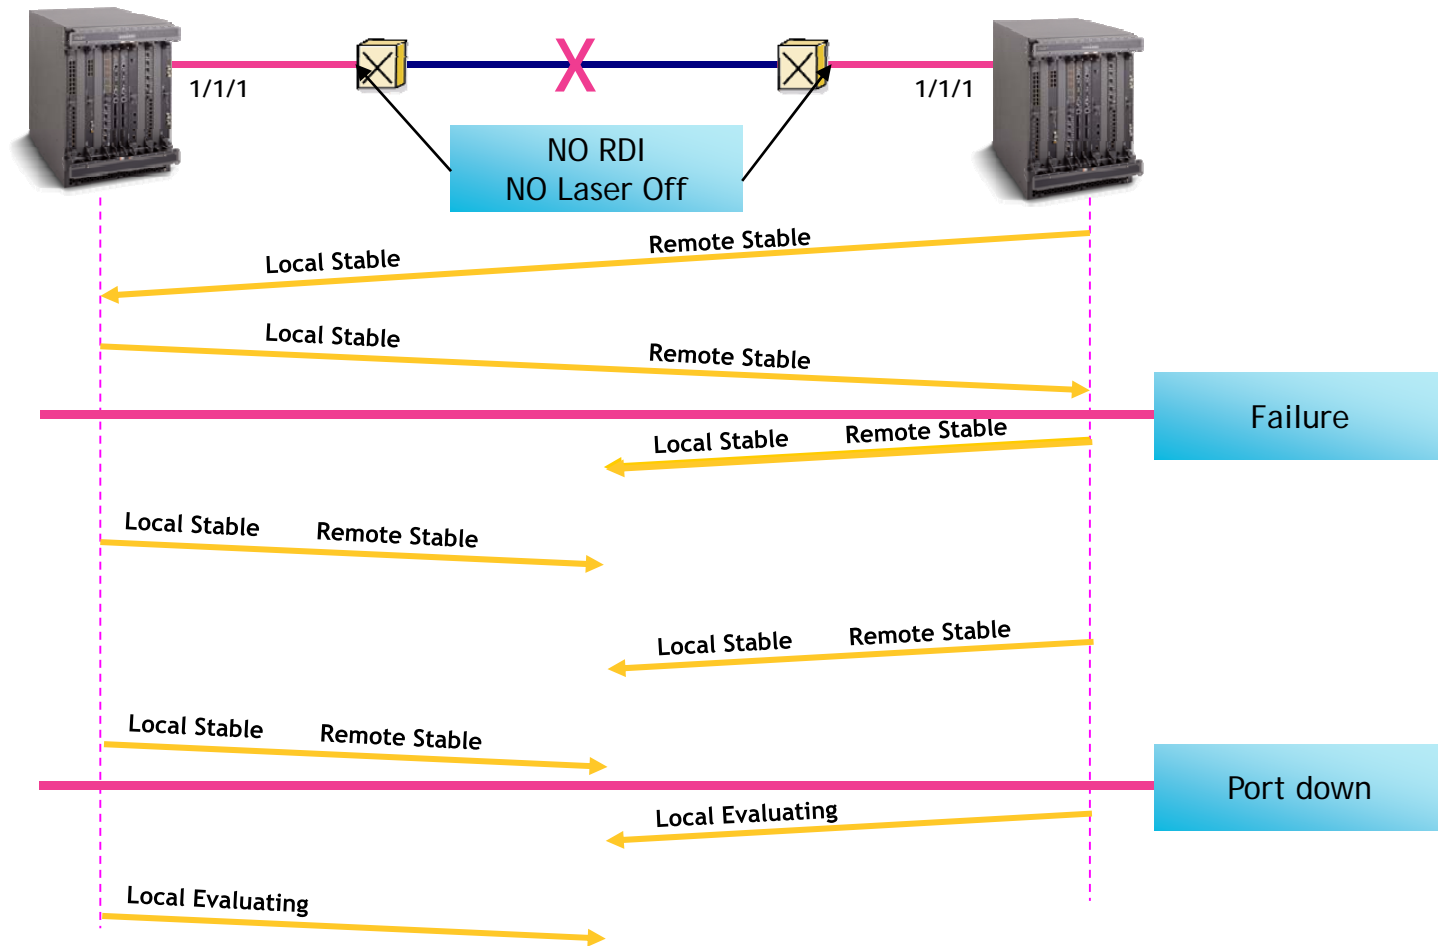 1/1/1
1/1/1
NO RDI
NO Laser Off
Remote Stable
Local Stable
Local Stable
Remote Stable
Failure
Local Stable Remote Stable
Local Stable Remote Stable
Local Stable Remote Stable
Local Stable Remote Stable
Port down
Local Evaluating
Local Evaluating